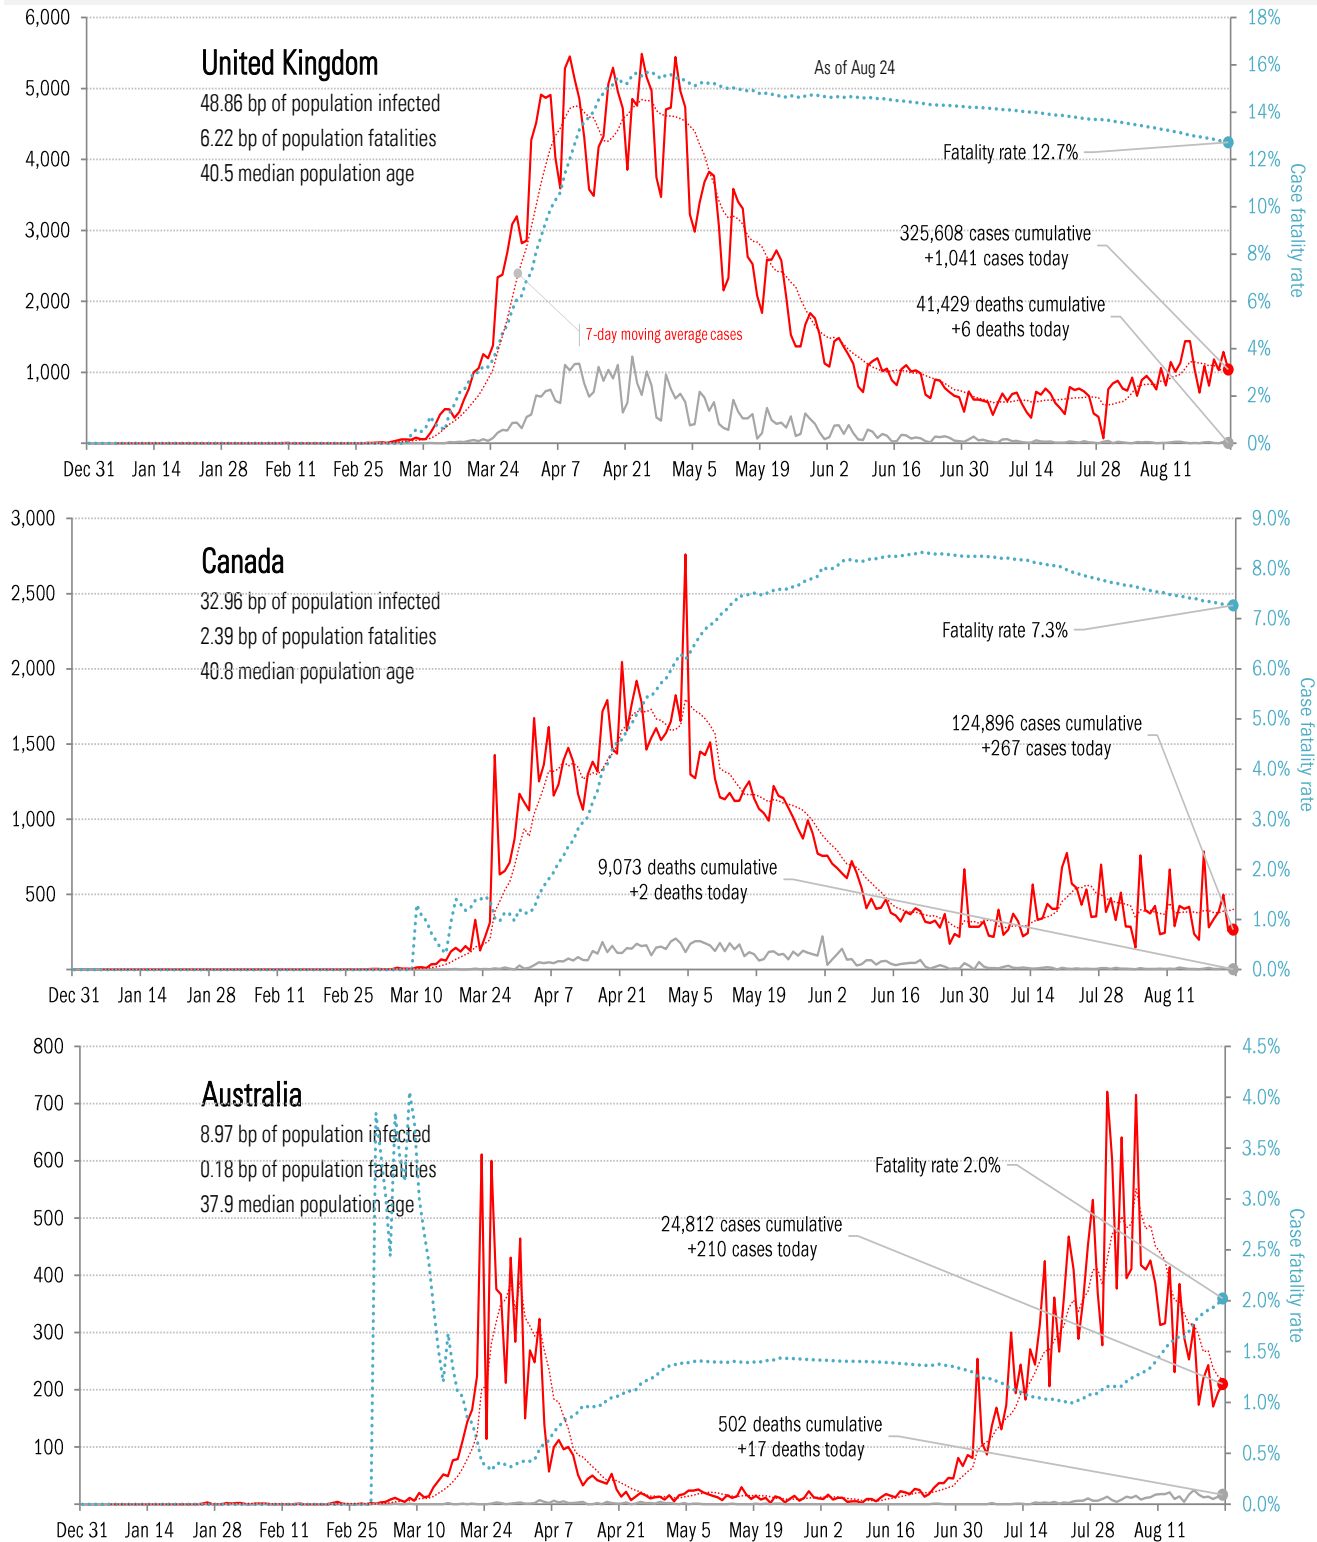 6,000
18%
United Kingdom
48.86 bp of population infected
6.22 bp of population fatalities
40.5 median population age
As of Aug 24
16%
5,000
14%
Fatality rate 12.7%
4,000
12%
Case fatality rate
10%
3,000
325,608 cases cumulative
+1,041 cases today
8%
2,000
41,429 deaths cumulative
+6 deaths today
6%
7-day moving average cases
4%
1,000
2%
0%
Dec 31 Jan 14 Jan 28 Feb 11 Feb 25 Mar 10 Mar 24 Apr 7 Apr 21 May 5 May 19 Jun 2 Jun 16 Jun 30 Jul 14 Jul 28 Aug 11
3,000
9.0%
Canada
32.96 bp of population infected
2.39 bp of population fatalities
40.8 median population age
2,500
8.0%
Fatality rate 7.3%
7.0%
2,000
6.0%
Case fatality rate
124,896 cases cumulative
+267 cases today
5.0%
1,500
4.0%
1,000
3.0%
9,073 deaths cumulative
+2 deaths today
2.0%
500
1.0%
0.0%
Dec 31 Jan 14 Jan 28 Feb 11 Feb 25 Mar 10 Mar 24 Apr 7 Apr 21 May 5 May 19 Jun 2 Jun 16 Jun 30 Jul 14 Jul 28 Aug 11
800
4.5%
Australia
8.97 bp of population infected
0.18 bp of population fatalities
37.9 median population age
700
4.0%
600
3.5%
Fatality rate 2.0%
3.0%
500
24,812 cases cumulative
+210 cases today
Case fatality rate
2.5%
400
2.0%
300
1.5%
200
1.0%
502 deaths cumulative
+17 deaths today
100
0.5%
0.0%
Dec 31 Jan 14 Jan 28 Feb 11 Feb 25 Mar 10 Mar 24 Apr 7 Apr 21 May 5 May 19 Jun 2 Jun 16 Jun 30 Jul 14 Jul 28 Aug 11